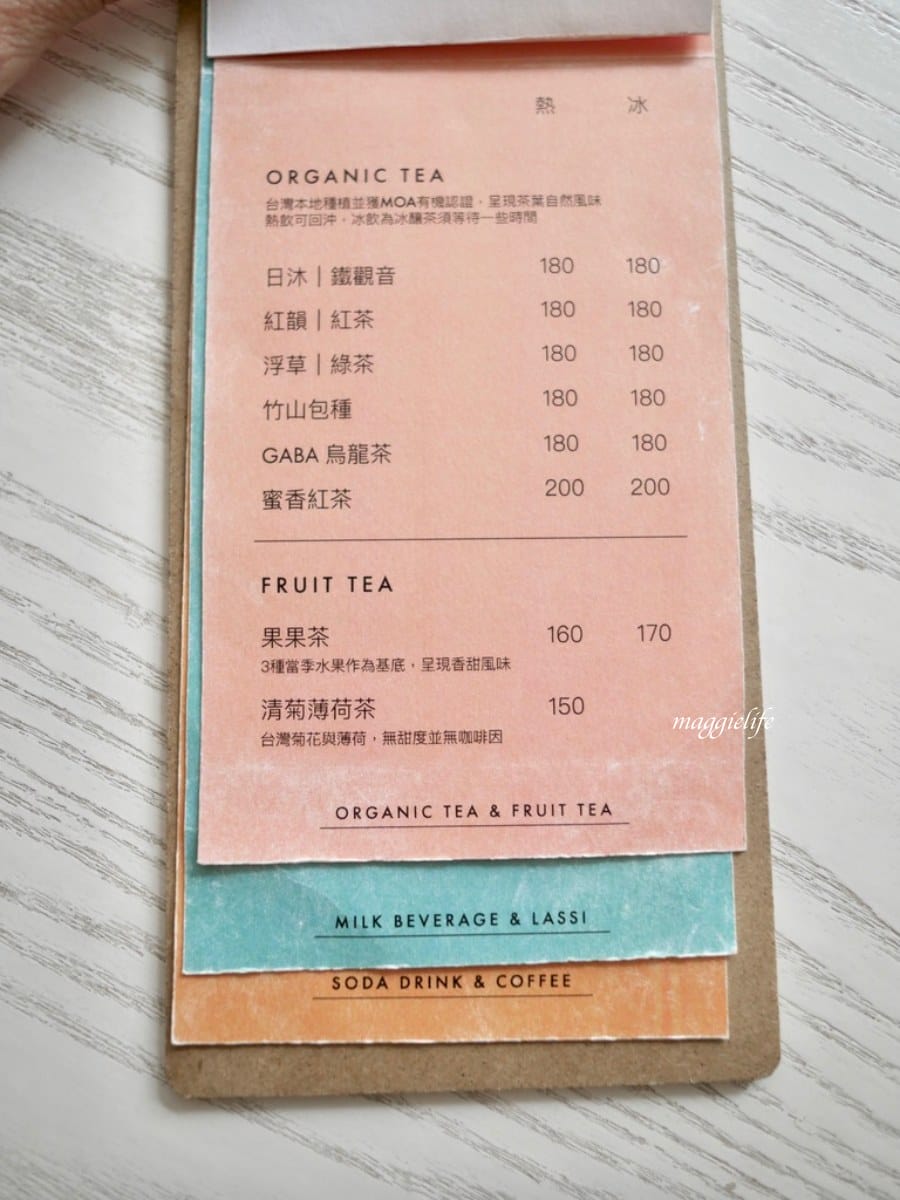 熱 冰
ORGANIC TEA
台灣本地種植並獲MOA有機認證，呈現茶葉自然風味
熱飲可回沖，冰飲為冰釀茶須等待一些時間
日沐｜鐵觀音 180 180
紅韻｜紅茶 180 180
浮草｜綠茶 180 180
竹山包種 180 180
GABA 烏龍茶 180 180
蜜香紅茶 200 200
FRUIT TEA
果果茶 160 170
3種當季水果作為基底，呈現香甜風味
清菊薄荷茶 150
台灣菊花與薄荷，無甜度並無咖啡因
maggielife
ORGANIC TEA & FRUIT TEA
MILK BEVERAGE & LASSI
SODA DRINK & COFFEE